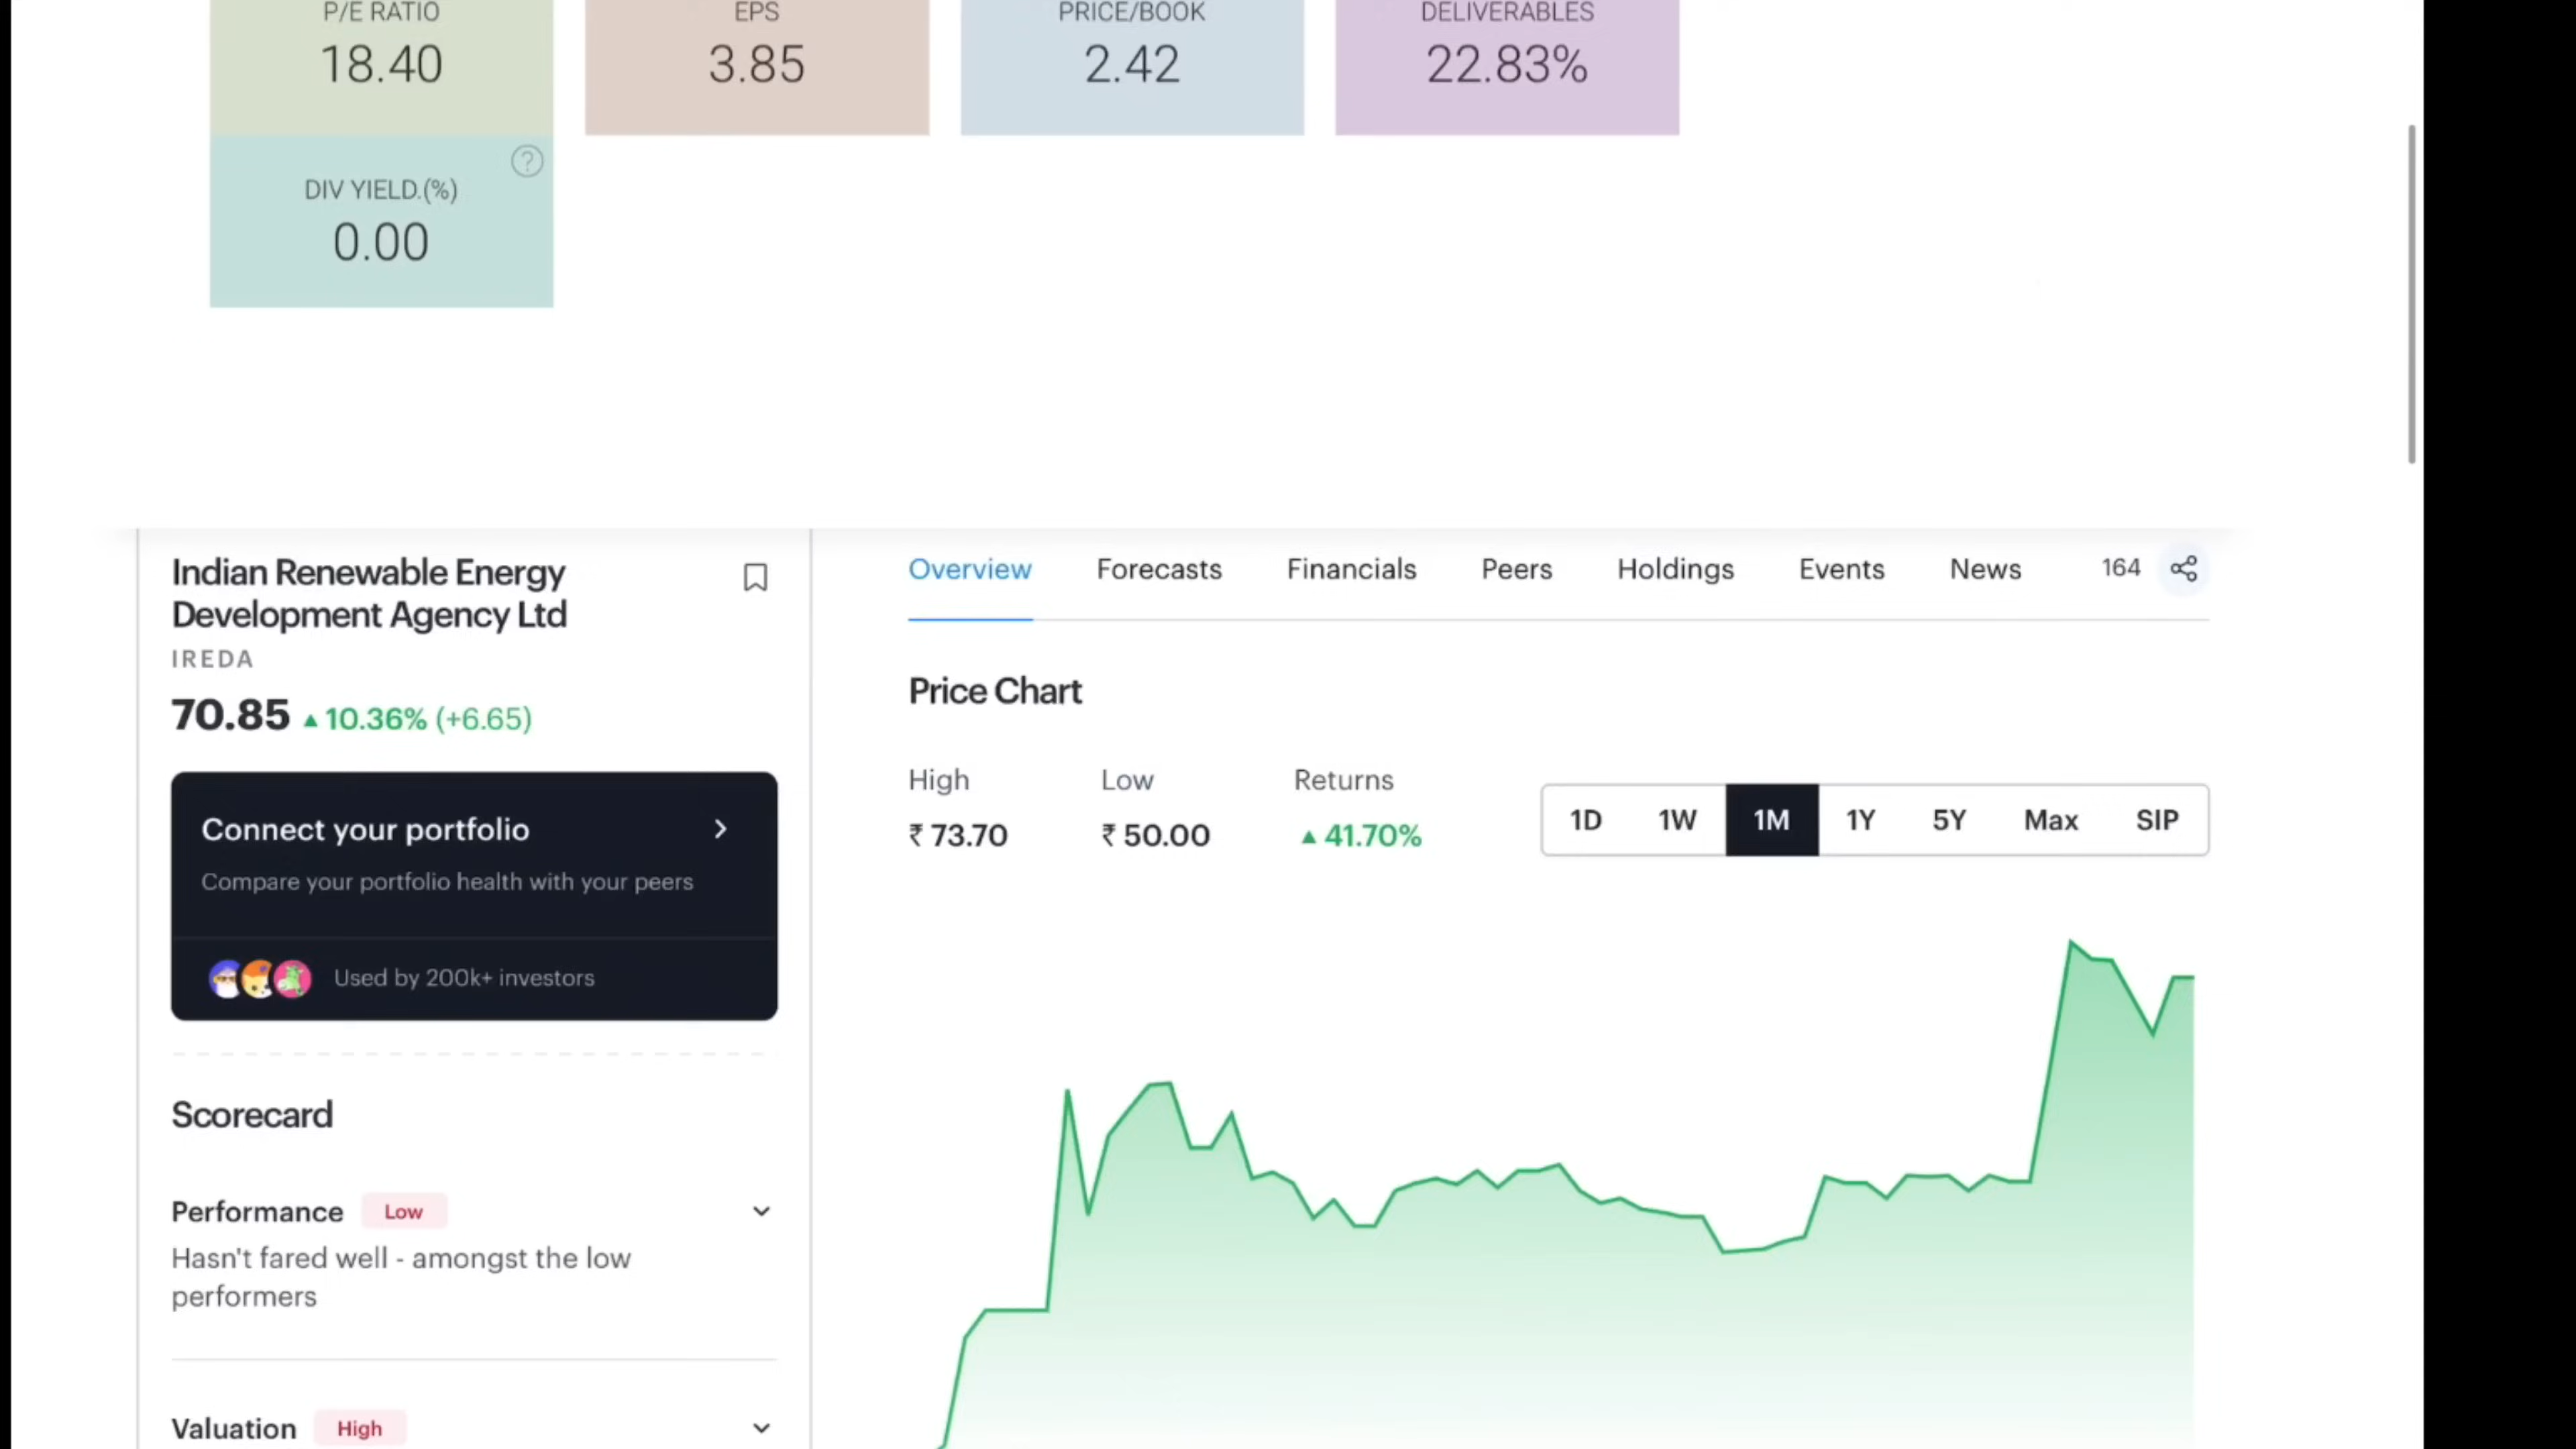 P/E RATIO
18.40
EPS
3.85
PRICE/BOOK
2.42
DELIVERABLES
22.83%
?
DIV YIELD.(%)
0.00
Indian Renewable Energy
Development Agency Ltd
IREDA
70.85 ▲ 10.36% (+6.65)
Connect your portfolio
Compare your portfolio health with your peers
Used by 200k+ investors
Scorecard
Performance Low
Hasn't fared well - amongst the low
performers
Valuation High
Overview Forecasts Financials Peers Holdings Events News 164
Price Chart
High
₹ 73.70
Low
₹ 50.00
Returns
▲ 41.70%
1D 1W 1M 1Y 5Y Max SIP